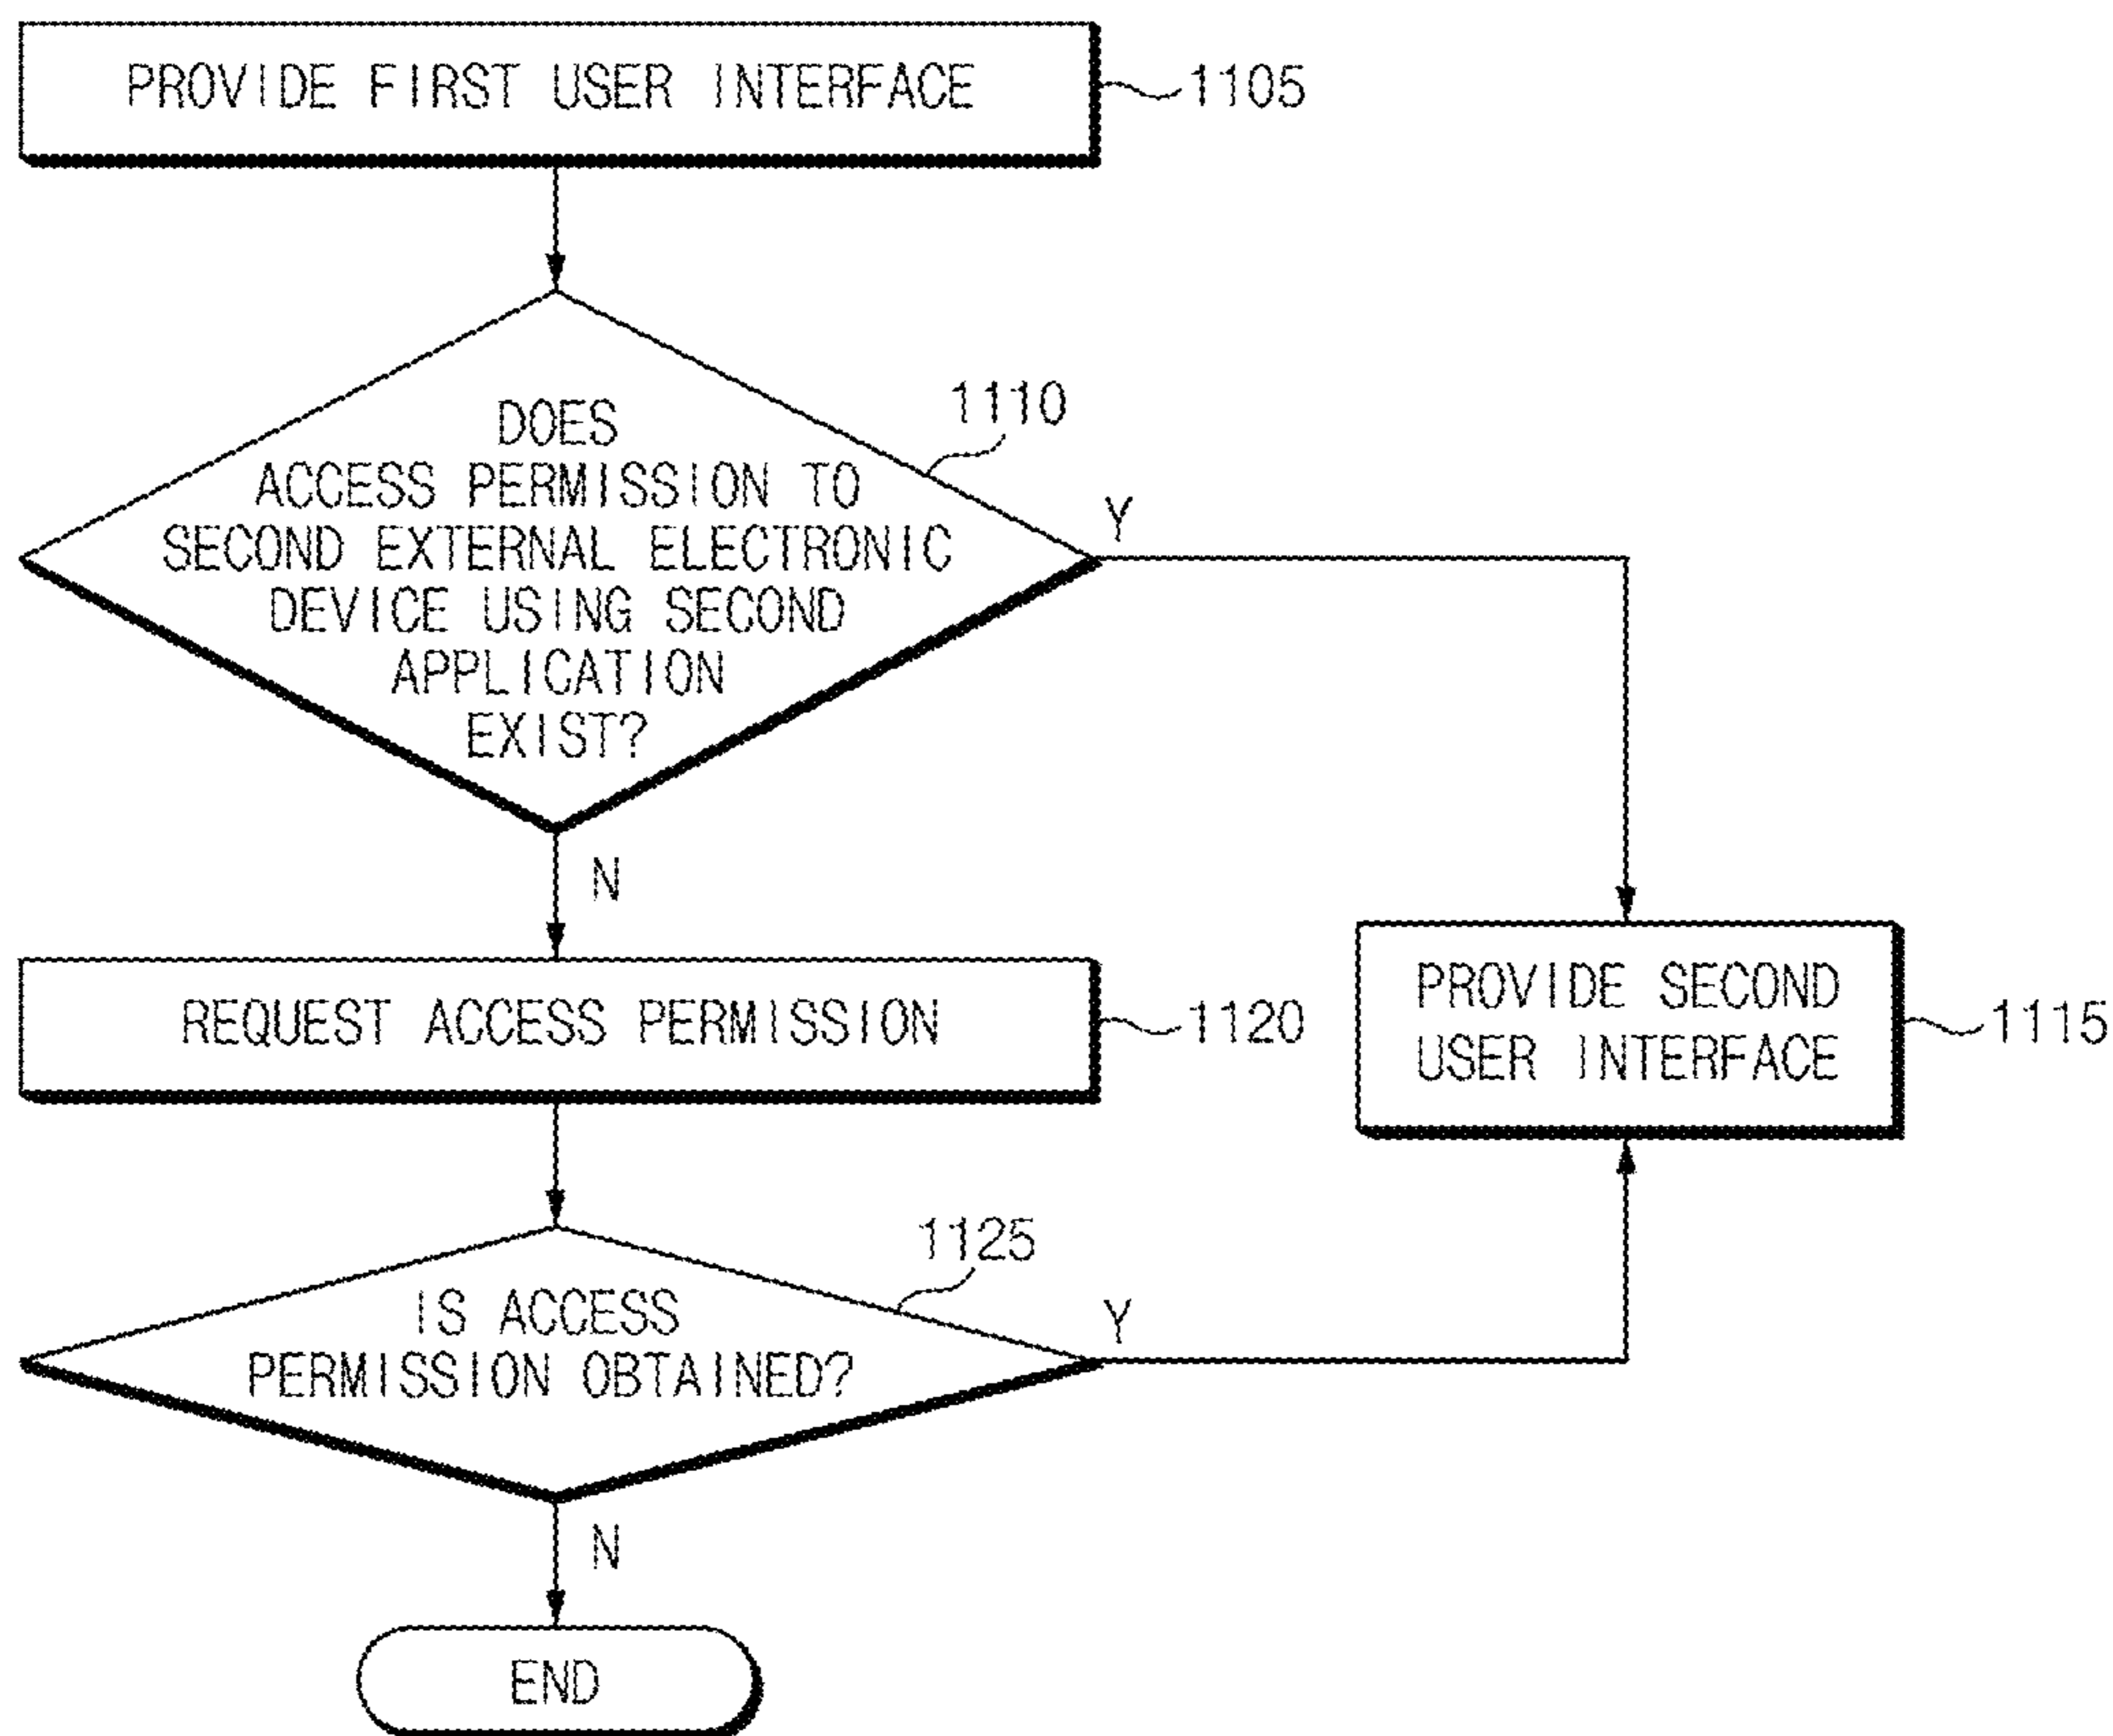 PROVIDE FIRST USER INTERFACE
1105
1110
DOES
ACCESS PERMISSION TO
SECOND EXTERNAL ELECTRONIC
DEVICE USING SECOND
APPLICATION
EXIST?
Y
N
REQUEST ACCESS PERMISSION
1120
PROVIDE SECOND
USER INTERFACE
1115
1125
IS ACCESS
PERMISSION OBTAINED?
Y
N
END